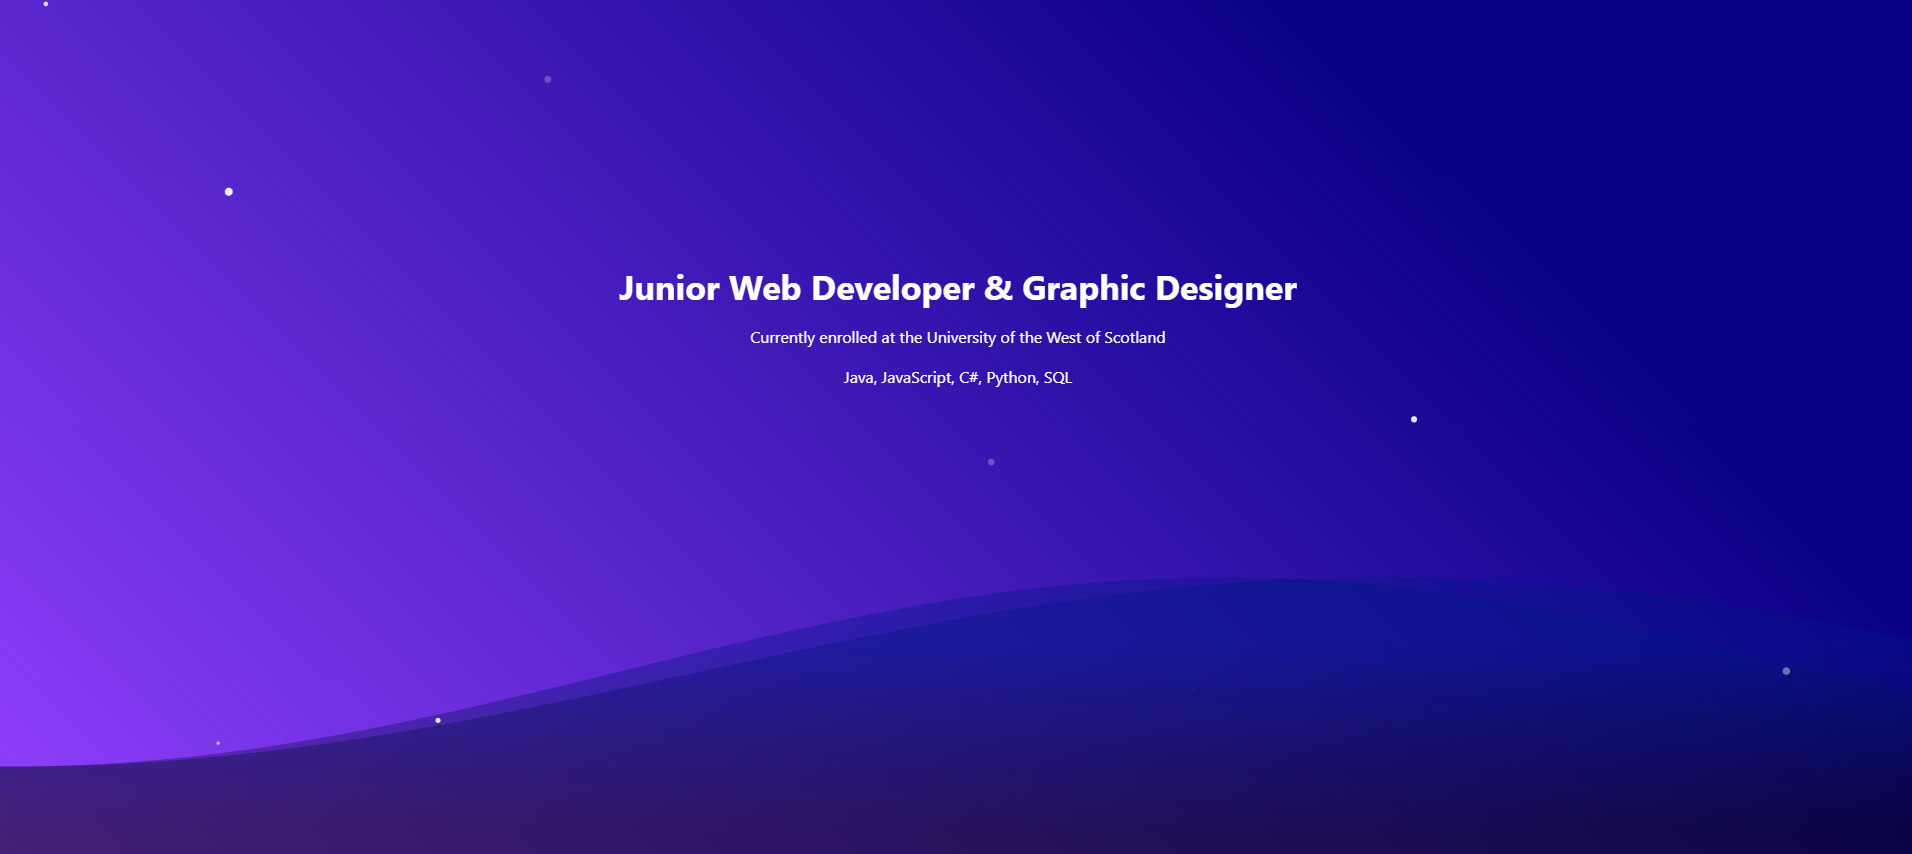 Junior Web Developer & Graphic Designer
Currently enrolled at the University of the West of Scotland
Java, JavaScript, C#, Python, SQL